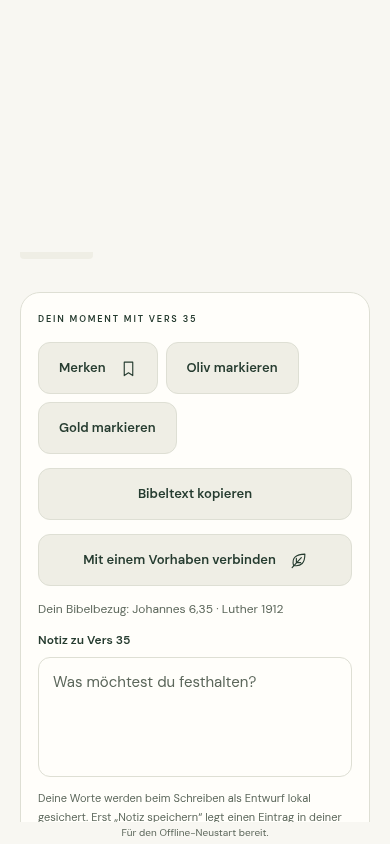 DEIN MOMENT MIT VERS 35
Merken
Oliv markieren
Gold markieren
Bibeltext kopieren
Mit einem Vorhaben verbinden
Dein Bibelbezug: Johannes 6,35 · Luther 1912
Notiz zu Vers 35
Was möchtest du festhalten?
Deine Worte werden beim Schreiben als Entwurf lokal
gesichert. Erst „Notiz speichern“ legt einen Eintrag in deiner
Für den Offline-Neustart bereit.